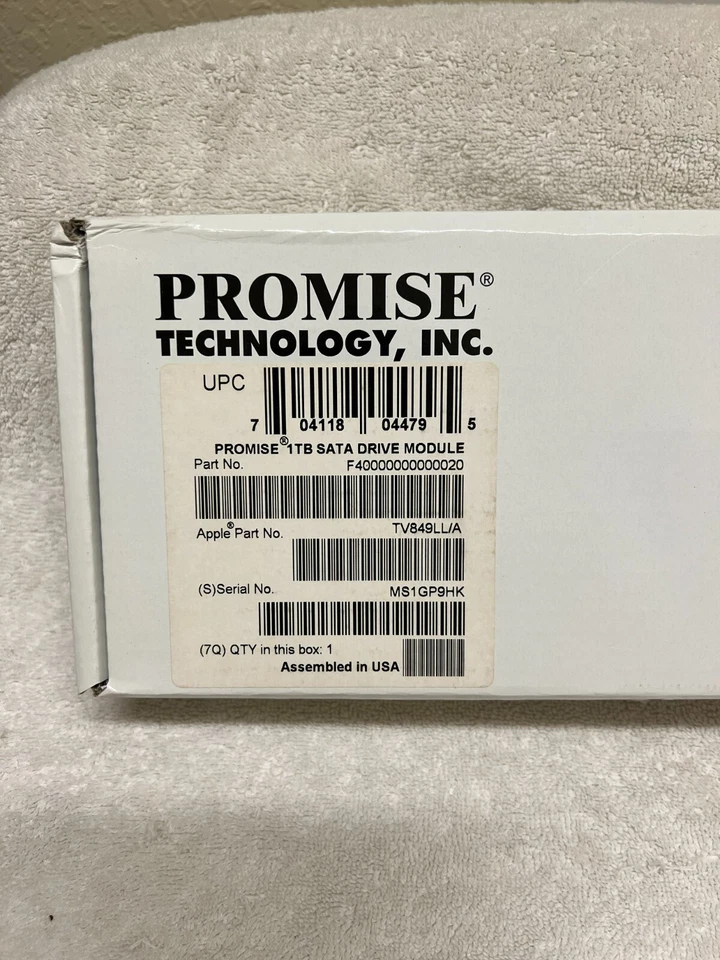 PROMISE®
TECHNOLOGY, INC.
UPC
7 04118 04479 5
PROMISE® 1TB SATA DRIVE MODULE
Part No. F40000000000020
Apple® Part No. TV849LL/A
(S)Serial No. MS1GP9HK
(7Q) QTY in this box: 1
Assembled in USA